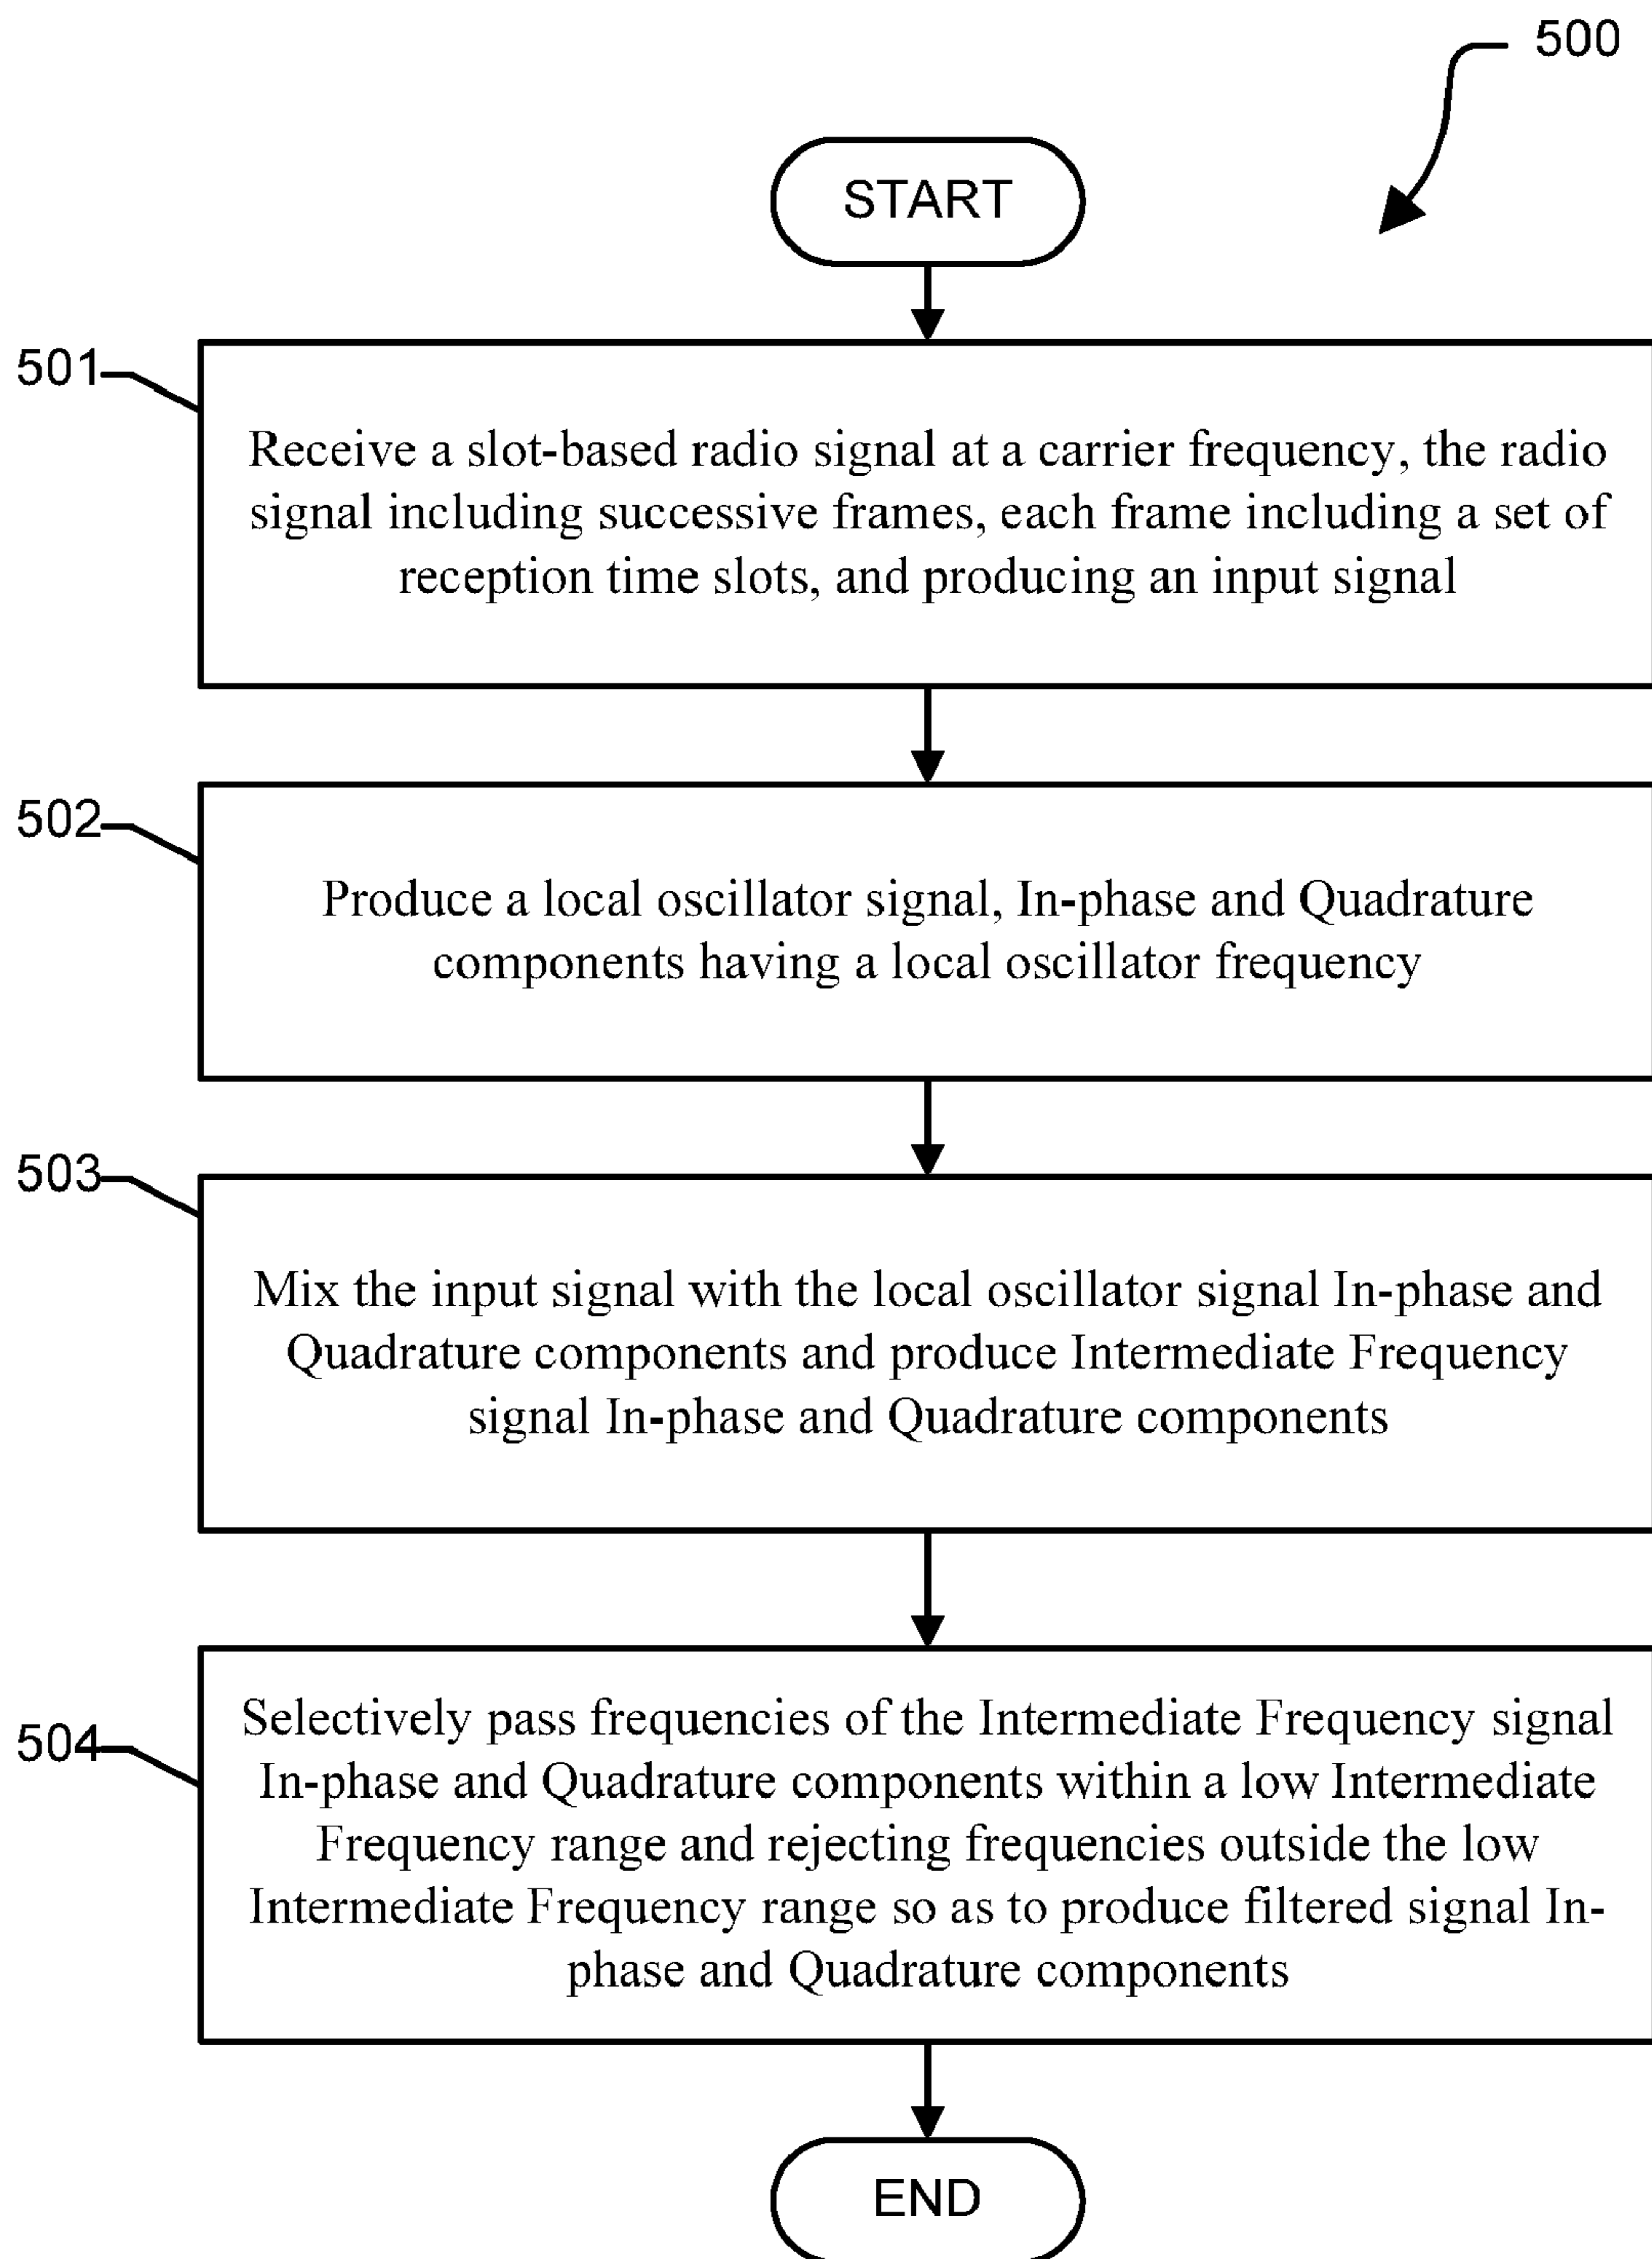 500
START
501
Receive a slot-based radio signal at a carrier frequency, the radio
signal including successive frames, each frame including a set of
reception time slots, and producing an input signal
502
Produce a local oscillator signal, In-phase and Quadrature
components having a local oscillator frequency
503
Mix the input signal with the local oscillator signal In-phase and
Quadrature components and produce Intermediate Frequency
signal In-phase and Quadrature components
504
Selectively pass frequencies of the Intermediate Frequency signal
In-phase and Quadrature components within a low Intermediate
Frequency range and rejecting frequencies outside the low
Intermediate Frequency range so as to produce filtered signal In-
phase and Quadrature components
END